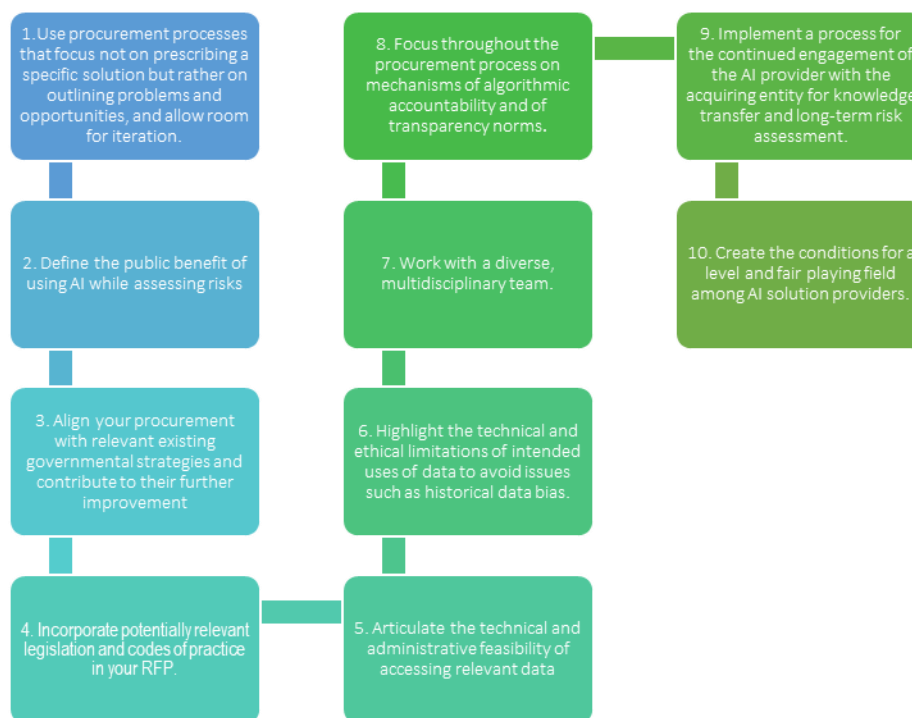 1.Use procurement processes
that focus not on prescribing a
specific solution but rather on
outlining problems and
opportunities, and allow room
for iteration.
2. Define the public benefit of
using AI while assessing risks
3. Align your procurement
with relevant existing
governmental strategies and
contribute to their further
improvement
4. Incorporate potentially relevant
legislation and codes of practice
in your RFP.
5. Articulate the technical and
administrative feasibility of
accessing relevant data
6. Highlight the technical and
ethical limitations of intended
uses of data to avoid issues
such as historical data bias.
7. Work with a diverse,
multidisciplinary team.
8. Focus throughout the
procurement process on
mechanisms of algorithmic
accountability and of
transparency norms.
9. Implement a process for
the continued engagement of
the AI provider with the
acquiring entity for knowledge
transfer and long-term risk
assessment.
10. Create the conditions for a
level and fair playing field
among AI solution providers.